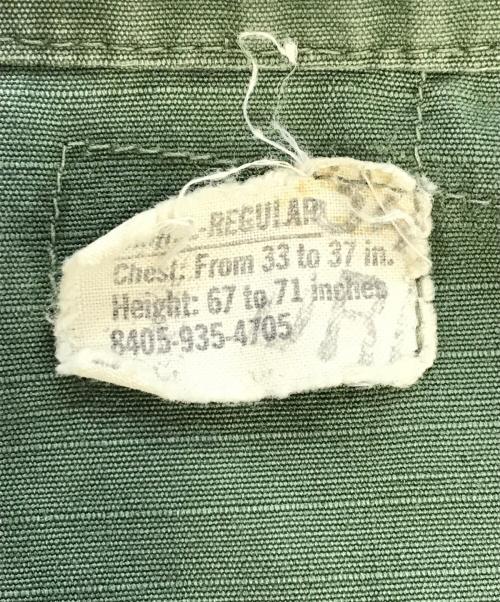 -REGULAR
Chest: From 33 to 37 in.
Height: 67 to 71 inches
8405-935-4705